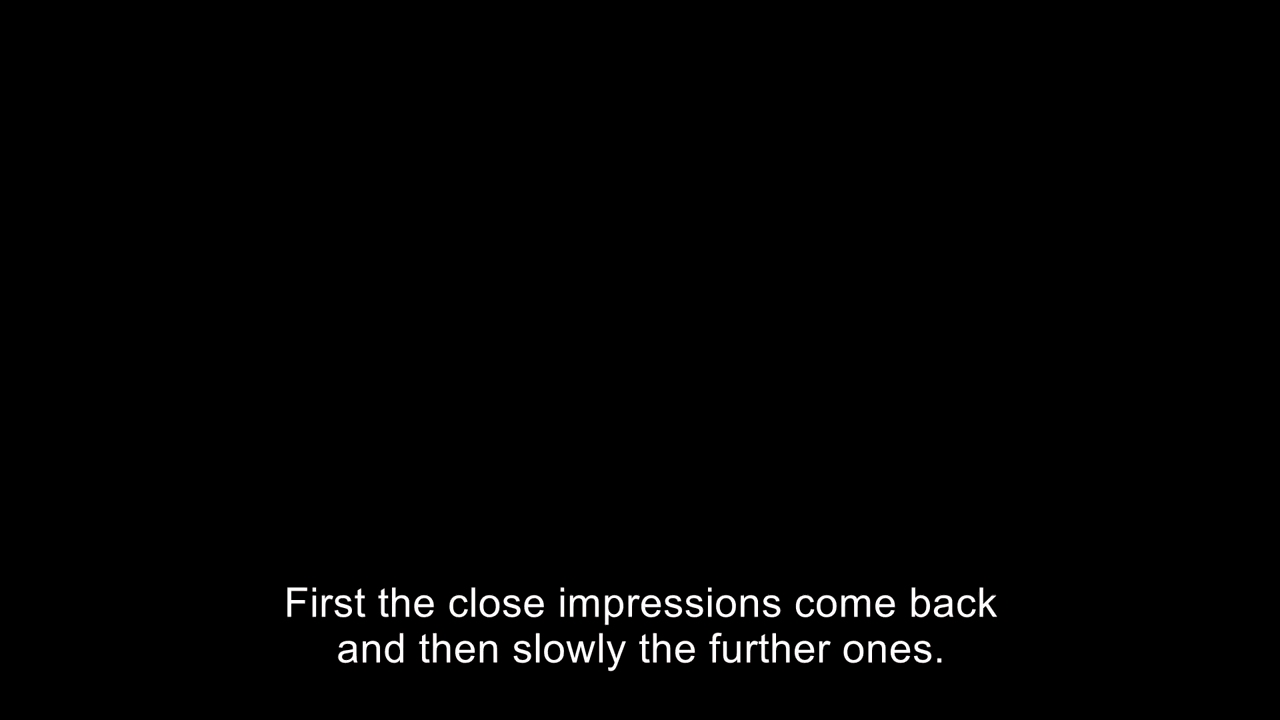 First the close impressions come back
and then slowly the further ones.